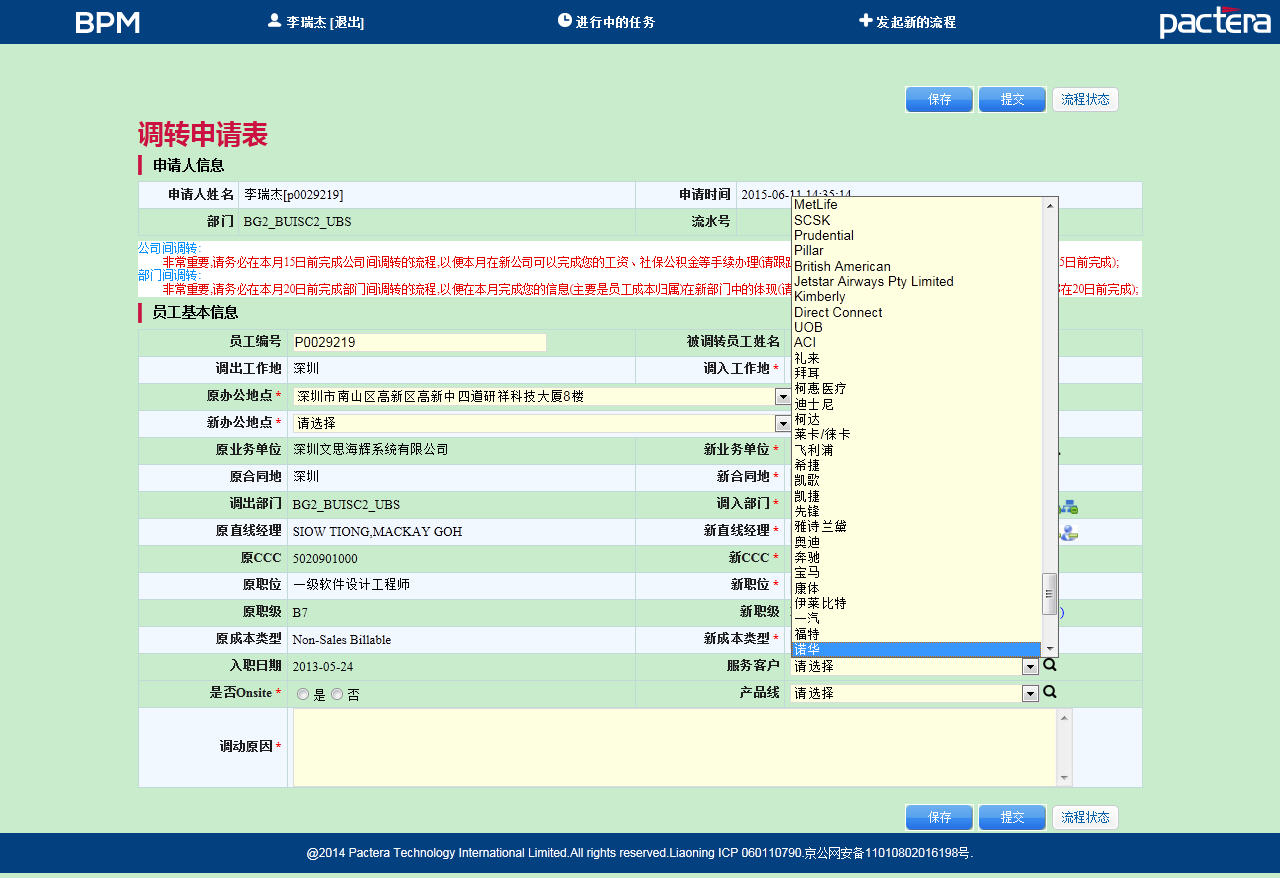 BPM
李瑞杰 [退出]
进行中的任务
发起新的流程
pactera
保存
提交
流程状态
调转申请表
申请人信息
申请人姓名 李瑞杰[p0029219] 申请时间 2015-06-11 14:35:14
部门 BG2_BUISC2_UBS 流水号
公司间调转:
非常重要,请务必在本月15日前完成公司间调转的流程,以便本月在新公司可以完成您的工资、社保公积金等手续办理(请跟 5日前完成);
部门间调转:
非常重要,请务必在本月20日前完成部门间调转的流程,以便在本月完成您的信息(主要是员工成本归属)在新部门中的体现( 在20日前完成);
员工基本信息
员工编号 P0029219 被调转员工姓名
调出工作地 深圳 调入工作地 *
原办公地点 * 深圳市南山区高新区高新中四道研祥科技大厦8楼
新办公地点 * 请选择
原业务单位 深圳文思海辉系统有限公司 新业务单位 *
原合同地 深圳 新合同地 *
调出部门 BG2_BUISC2_UBS 调入部门 *
原直线经理 SIOW TIONG,MACKAY GOH 新直线经理 *
原CCC 5020901000 新CCC *
原职位 一级软件设计工程师 新职位 *
原职级 B7 新职级 )
原成本类型 Non-Sales Billable 新成本类型 *
入职日期 2013-05-24 服务客户 请选择
是否Onsite * 是 否 产品线 请选择
调动原因 *
MetLife
SCSK
Prudential
Pillar
British American
Jetstar Airways Pty Limited
Kimberly
Direct Connect
UOB
ACI
礼来
拜耳
柯惠医疗
迪士尼
柯达
莱卡/徕卡
飞利浦
希捷
凯歌
凯捷
先锋
雅诗兰黛
奥迪
奔驰
宝马
康体
伊莱比特
一汽
福特
诺华
保存
提交
流程状态
@2014 Pactera Technology International Limited.All rights reserved.Liaoning ICP 060110790.京公网安备11010802016198号.